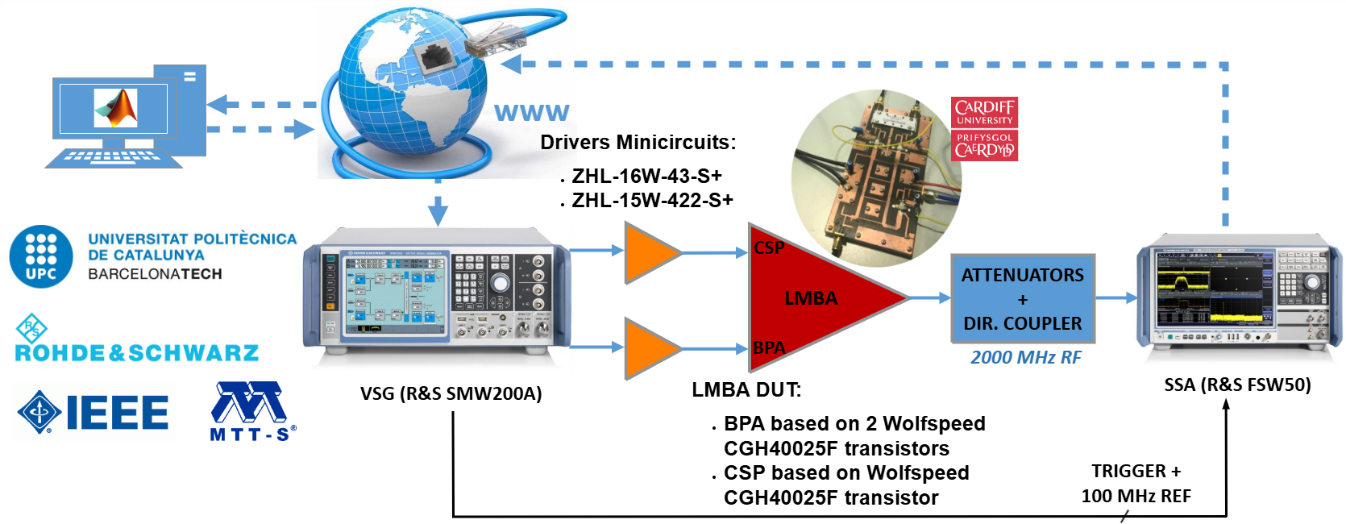 www
Drivers Minicircuits:
. ZHL-16W-43-S+
. ZHL-15W-422-S+
CARDIFF
UNIVERSITY
PRIFYSGOL
CAERDYDD
UPC
UNIVERSITAT POLITÈCNICA
DE CATALUNYA
BARCELONATECH
R&S
ROHDE & SCHWARZ
IEEE
MTT-S®
CSP
LMBA
BPA
ATTENUATORS
+
DIR. COUPLER
2000 MHz RF
VSG (R&S SMW200A)
SSA (R&S FSW50)
LMBA DUT:
. BPA based on 2 Wolfspeed
CGH40025F transistors
. CSP based on Wolfspeed
CGH40025F transistor
TRIGGER +
100 MHz REF